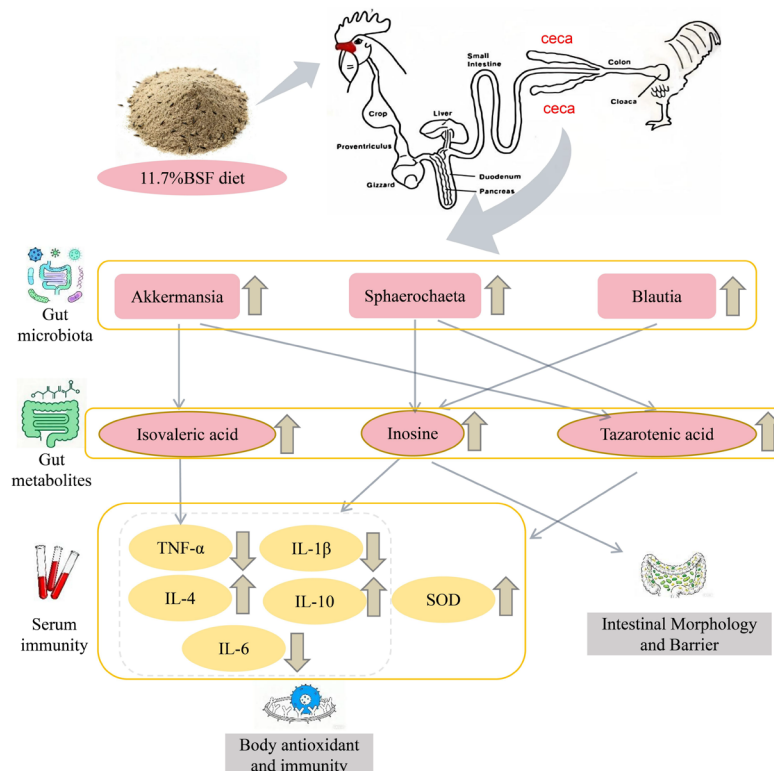 ceca
Small
Intestine
Colon
Cloaca
ceca
Crop
Liver
Proventriculus
Gizzard
Duodenum
Pancreas
11.7%BSF diet
Gut
microbiota
Akkermansia
Sphaerochaeta
Blautia
Gut
metabolites
Isovaleric acid
Inosine
Tazarotenic acid
Serum
immunity
TNF-α
IL-1β
IL-4
IL-10
SOD
IL-6
Intestinal Morphology
and Barrier
Body antioxidant
and immunity